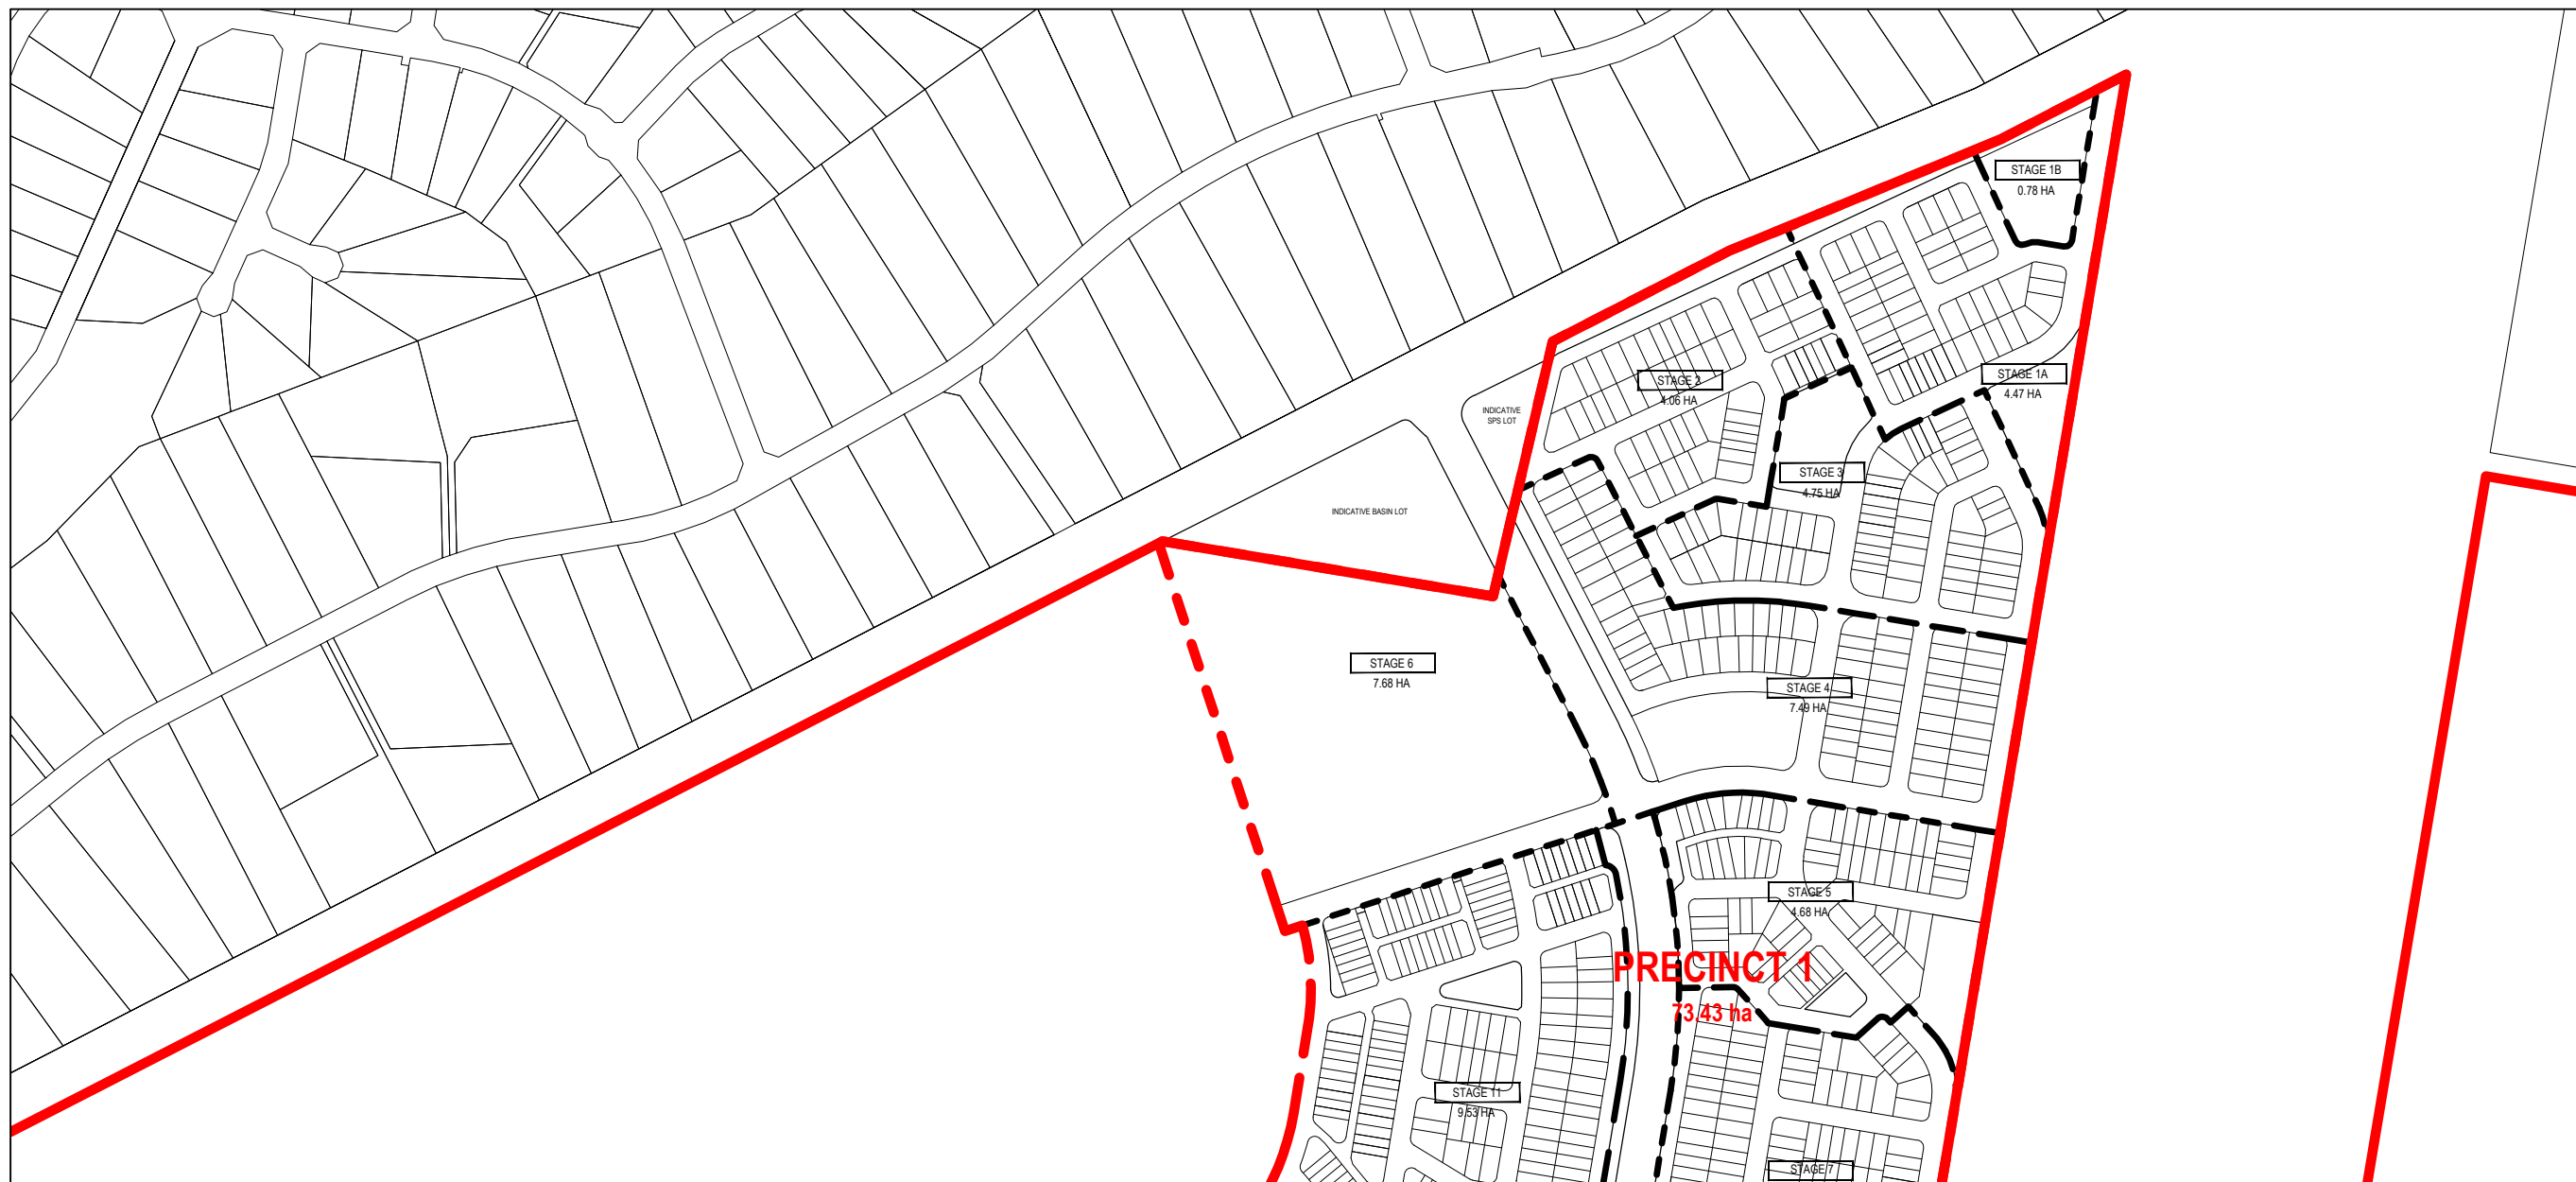 STAGE 1B
0.78 HA
STAGE 1A
4.47 HA
STAGE 2
4.06 HA
INDICATIVE
SPS LOT
STAGE 3
4.75 HA
INDICATIVE BASIN LOT
STAGE 6
7.68 HA
STAGE 4
7.49 HA
STAGE 5
4.68 HA
PRECINCT 1
73.43 ha
STAGE 11
9.53 HA
STAGE 7